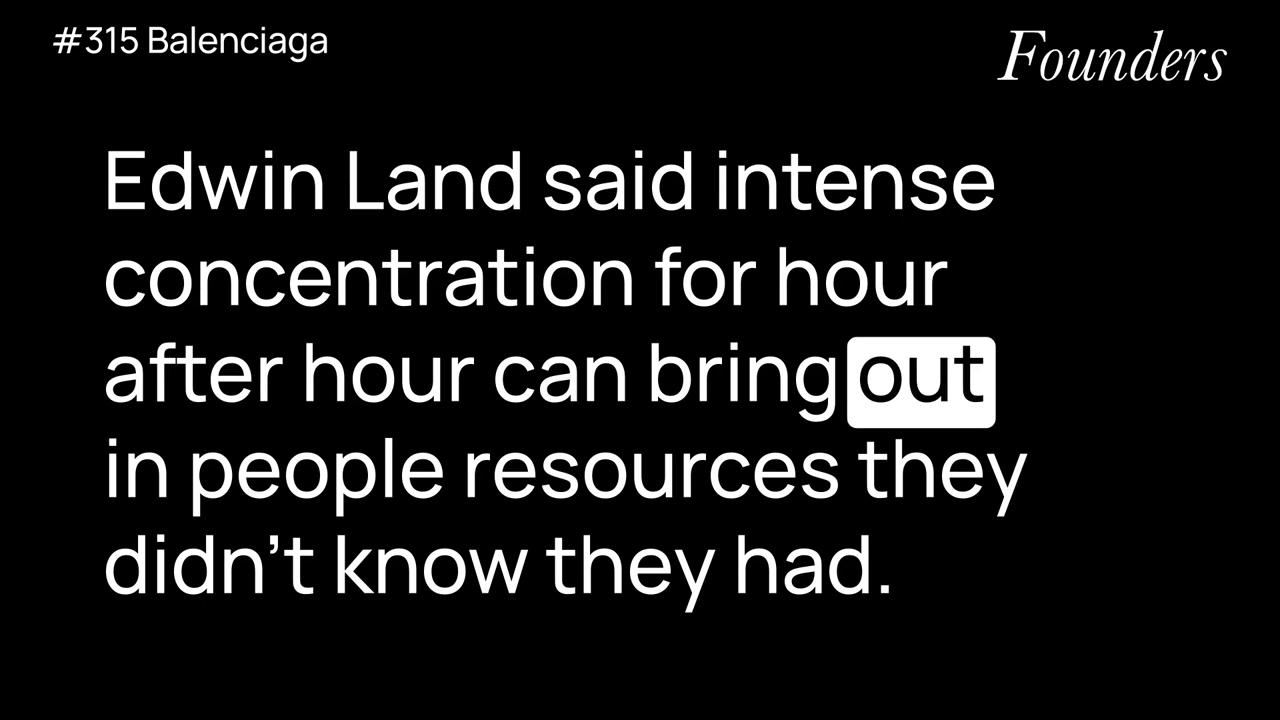 #315 Balenciaga
Founders
Edwin Land said intense
concentration for hour
after hour can bring out
in people resources they
didn’t know they had.